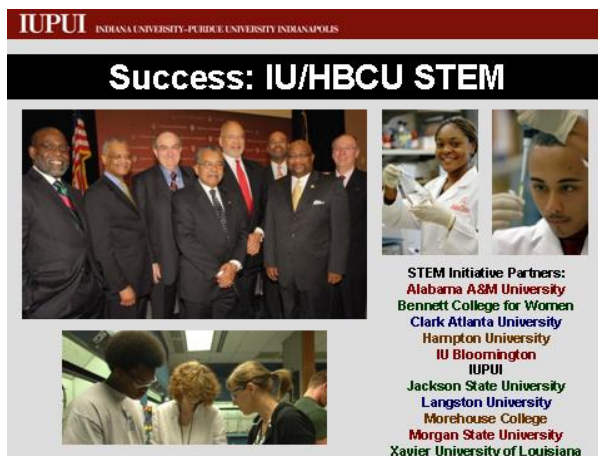 IUPUI INDIANA UNIVERSITY–PURDUE UNIVERSITY INDIANAPOLIS
Success: IU/HBCU STEM
STEM Initiative Partners:
Alabama A&M University
Bennett College for Women
Clark Atlanta University
Hampton University
IU Bloomington
IUPUI
Jackson State University
Langston University
Morehouse College
Morgan State University
Xavier University of Louisiana